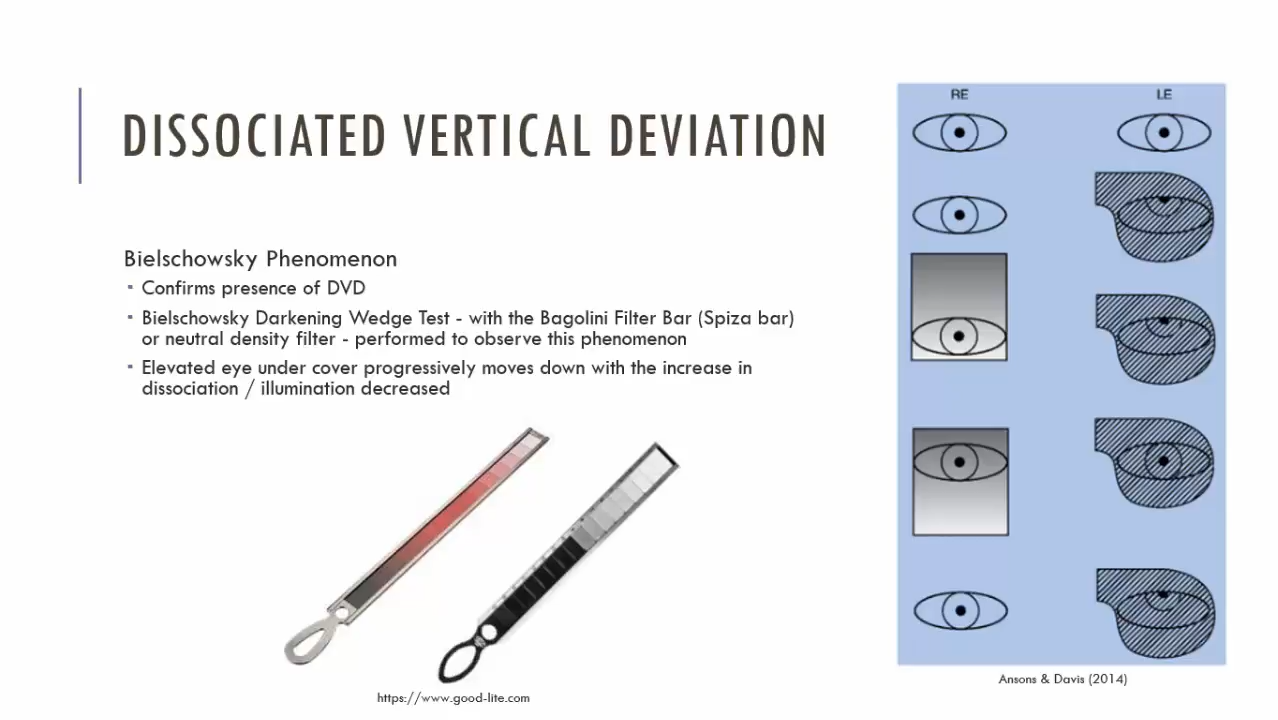 DISSOCIATED VERTICAL DEVIATION
Bielschowsky Phenomenon
Confirms presence of DVD
Bielschowsky Darkening Wedge Test - with the Bagolini Filter Bar (Spiza bar)
or neutral density filter - performed to observe this phenomenon
Elevated eye under cover progressively moves down with the increase in
dissociation / illumination decreased
https://www.good-lite.com
RE
LE
Ansons & Davis (2014)